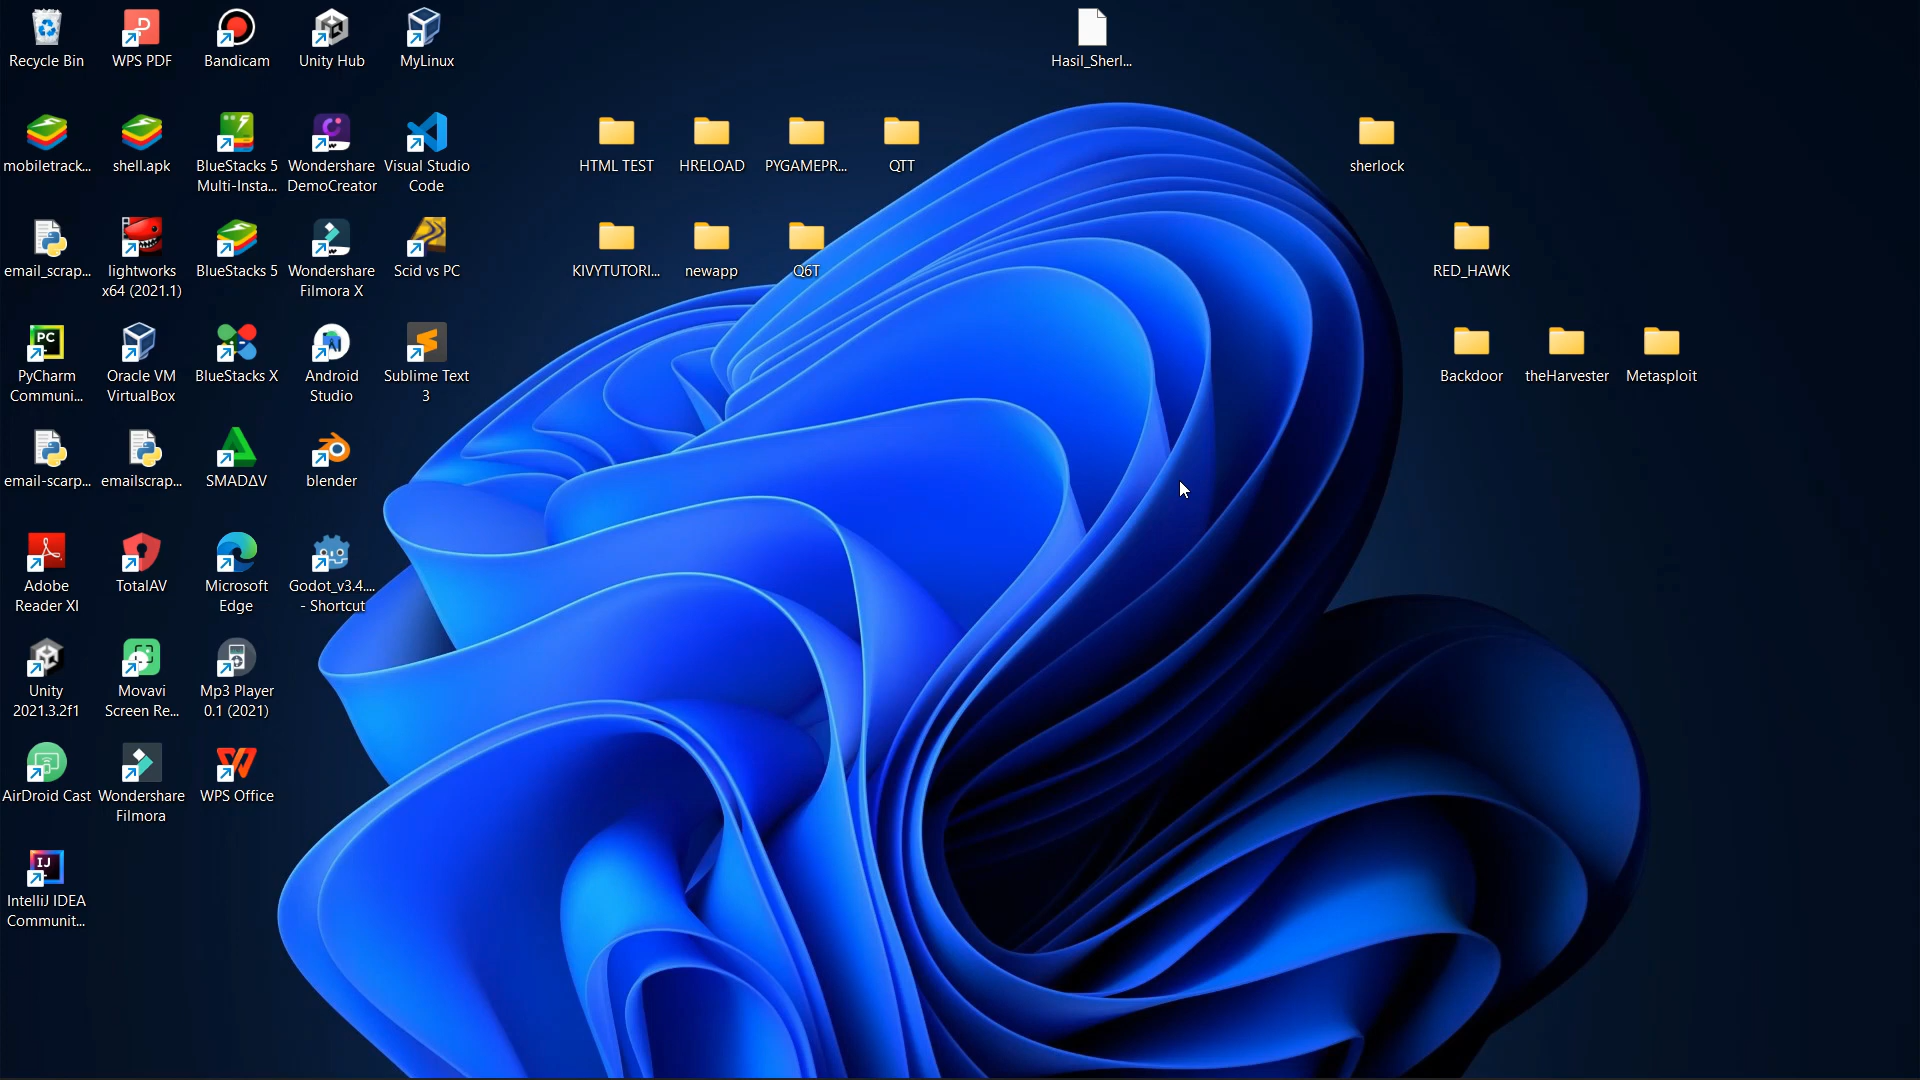 Recycle Bin
WPS PDF
Bandicam
Unity Hub
MyLinux
Hasil_Sherl...
mobiletrack...
shell.apk
BlueStacks 5
Multi-Insta...
Wondershare
DemoCreator
Visual Studio
Code
HTML TEST
HRELOAD
PYGAMEPR...
QTT
sherlock
email_scrap...
lightworks
x64 (2021.1)
BlueStacks 5
Wondershare
Filmora X
Scid vs PC
KIVYTUTORI...
newapp
Q6T
RED_HAWK
PC
PyCharm
Communi...
Oracle VM
VirtualBox
BlueStacks X
Android
Studio
Sublime Text
3
Backdoor
theHarvester
Metasploit
email-scarp...
emailscrap...
SMADΔV
blender
Adobe
Reader XI
TotalAV
Microsoft
Edge
Godot_v3.4....
- Shortcut
Unity
2021.3.2f1
Movavi
Screen Re...
Mp3 Player
0.1 (2021)
AirDroid Cast
Wondershare
Filmora
WPS Office
IJ
IntelliJ IDEA
Communit...